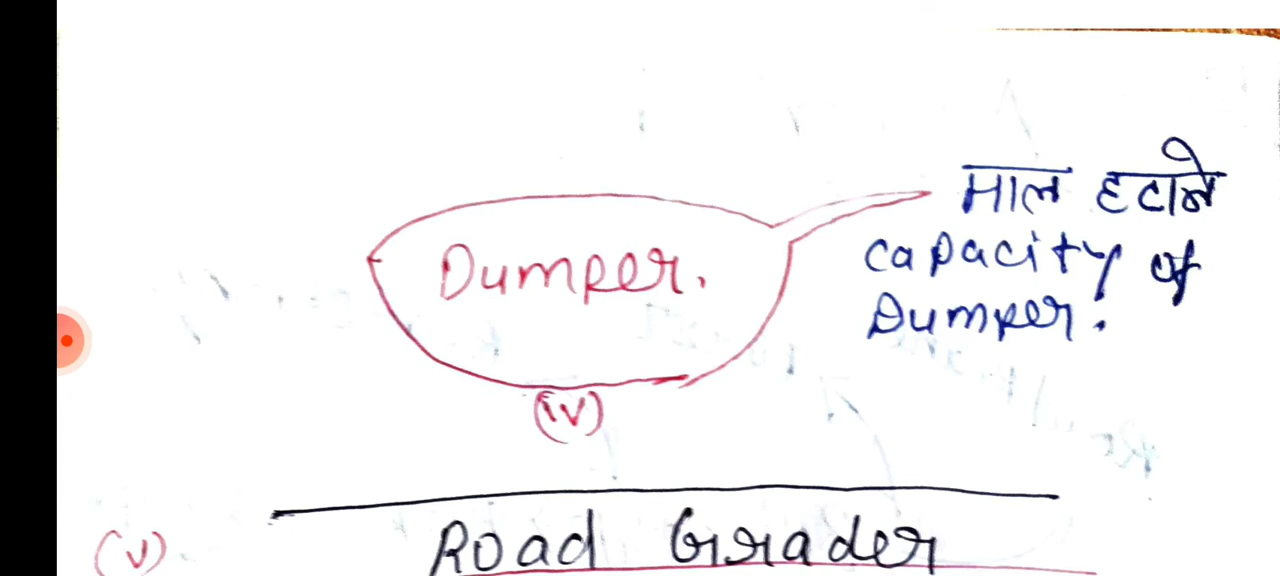 माल हटाने
capacity of
Dumper.
Dumper.
(iv)
(v) Road Grader